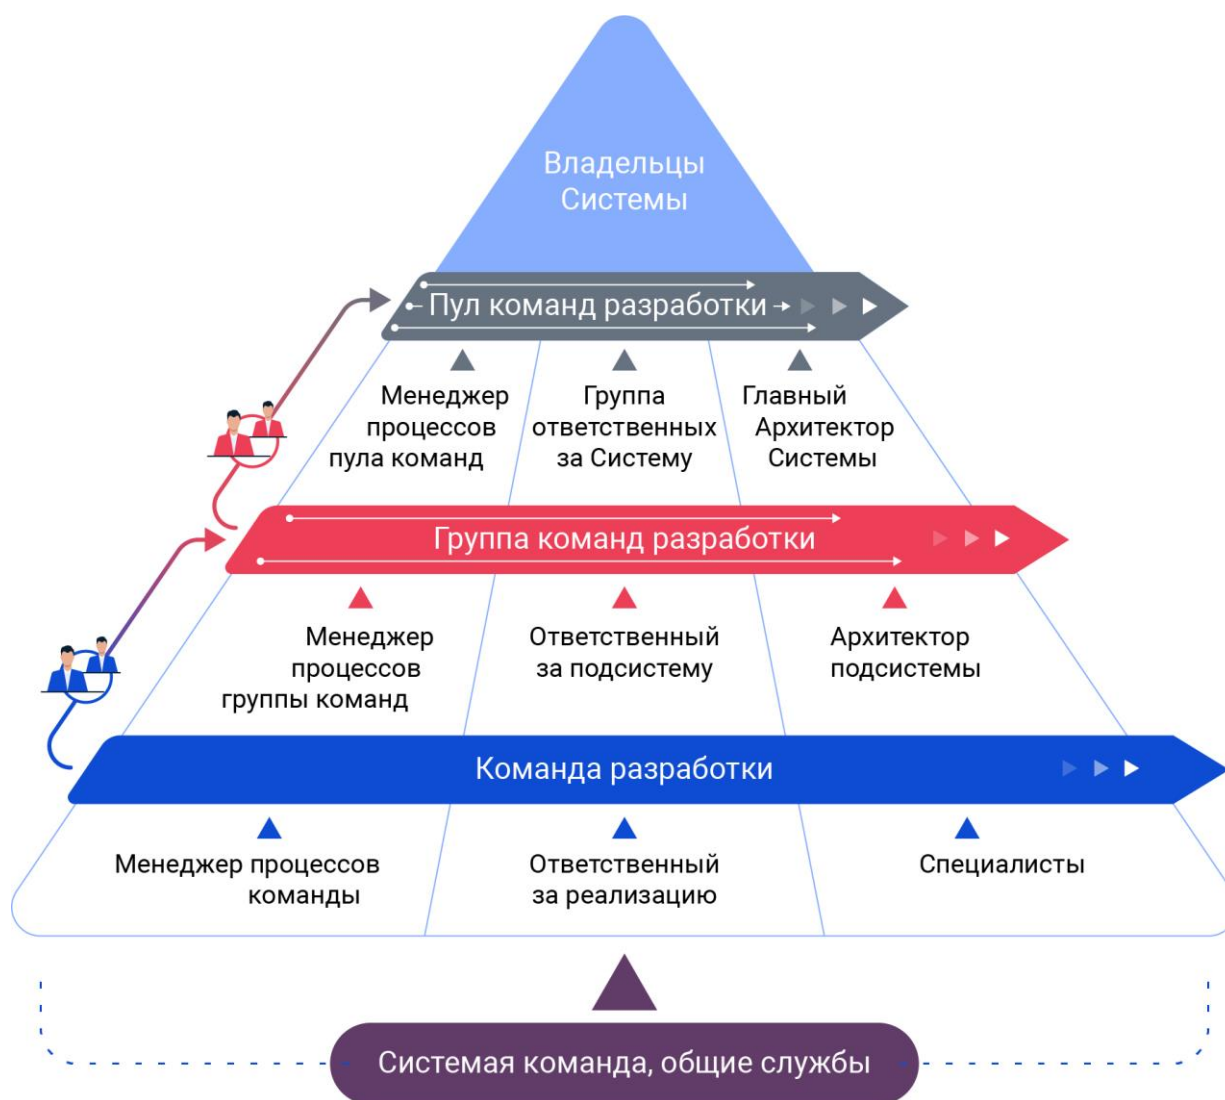 Владельцы
Системы
Пул команд разработки
Менеджер
процессов
пула команд
Группа
ответственных
за Систему
Главный
Архитектор
Системы
Группа команд разработки
Менеджер
процессов
группы команд
Ответственный
за подсистему
Архитектор
подсистемы
Команда разработки
Менеджер процессов
команды
Ответственный
за реализацию
Специалисты
Системая команда, общие службы